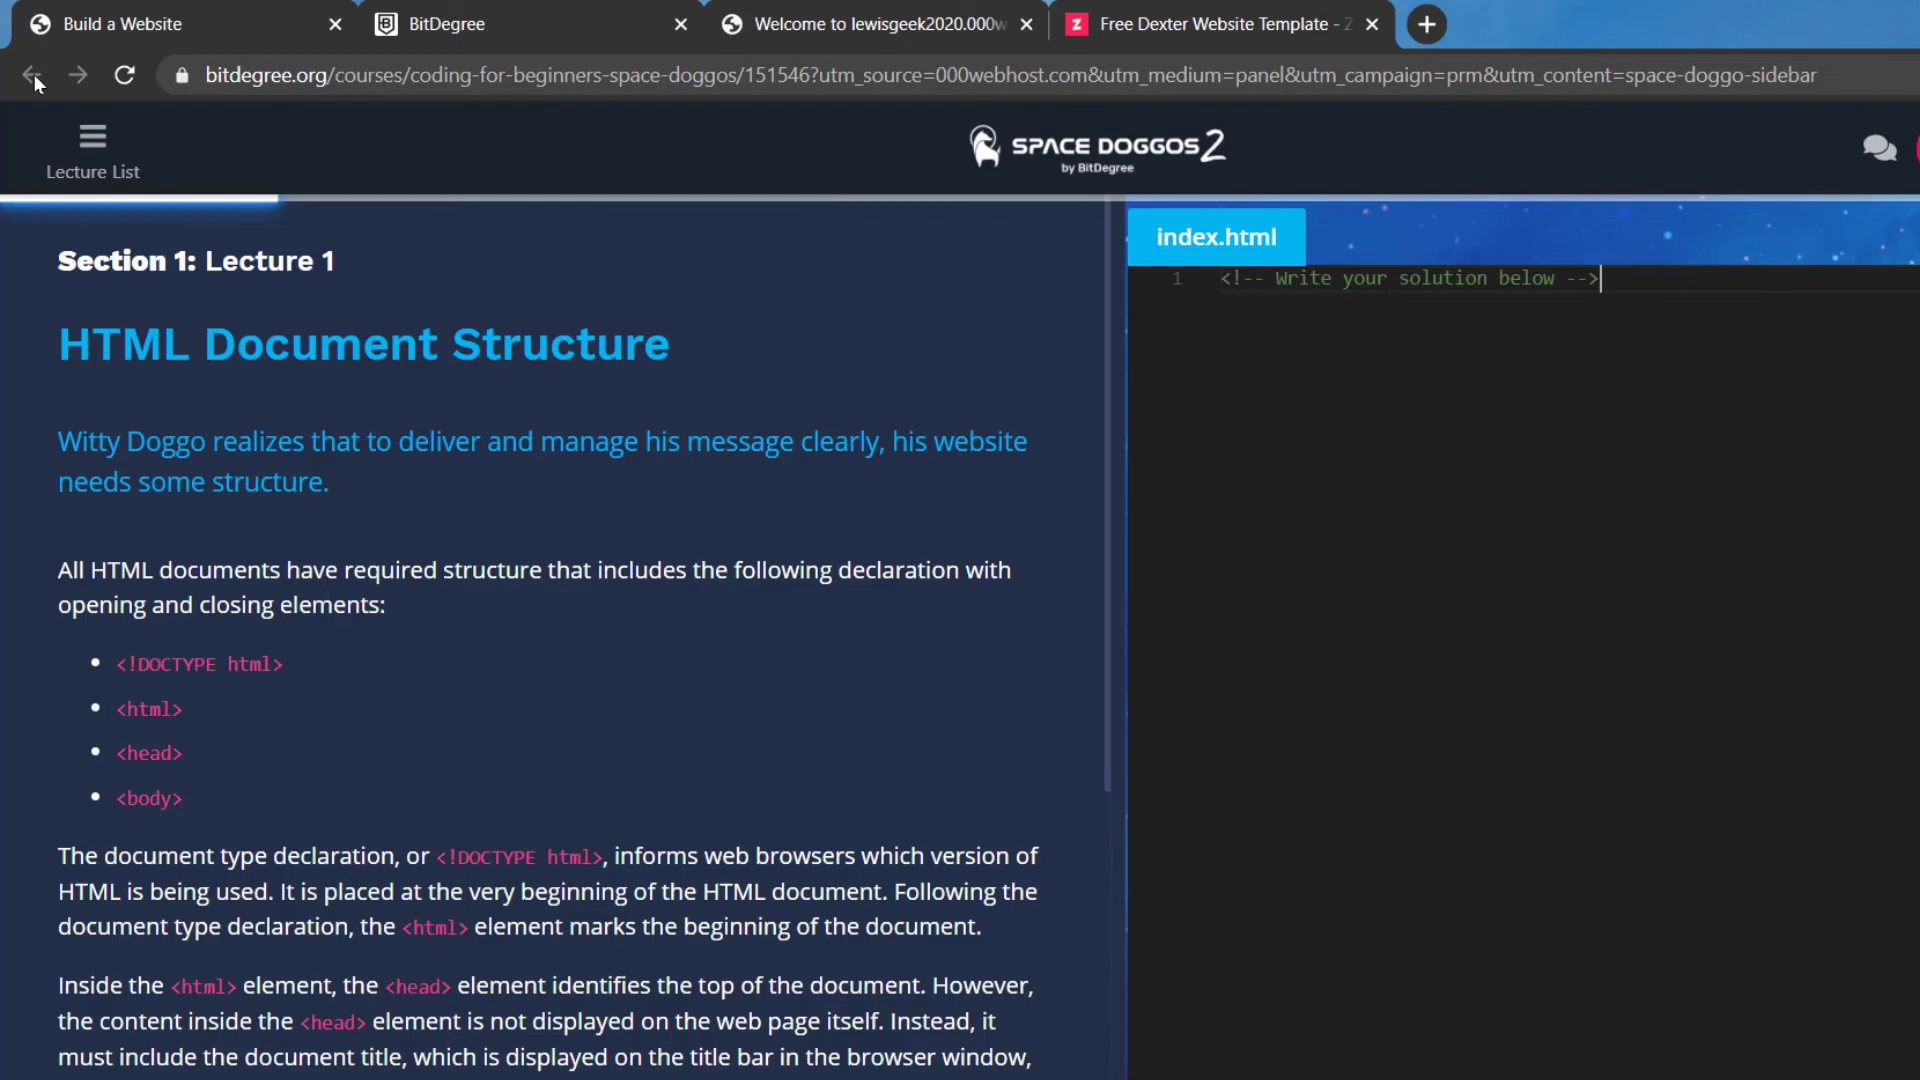 Build a Website
BitDegree
Welcome to lewisgeek2020.000w
Free Dexter Website Template - Z
bitdegree.org/courses/coding-for-beginners-space-doggos/151546?utm_source=000webhost.com&utm_medium=panel&utm_campaign=prm&utm_content=space-doggo-sidebar
Lecture List
SPACE DOGGOS 2
by BitDegree
Section 1: Lecture 1
HTML Document Structure
Witty Doggo realizes that to deliver and manage his message clearly, his website
needs some structure.
All HTML documents have required structure that includes the following declaration with
opening and closing elements:
<!DOCTYPE html>
<html>
<head>
<body>
The document type declaration, or <!DOCTYPE html>, informs web browsers which version of
HTML is being used. It is placed at the very beginning of the HTML document. Following the
document type declaration, the <html> element marks the beginning of the document.
Inside the <html> element, the <head> element identifies the top of the document. However,
the content inside the <head> element is not displayed on the web page itself. Instead, it
must include the document title, which is displayed on the title bar in the browser window,
index.html
1 <!-- Write your solution below -->